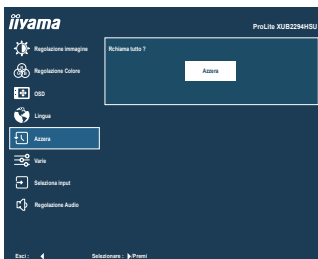 iiyama
ProLite XUB2294HSU
Regolazione immagine
Richiama tutto ?
Regolazione Colore
Azzera
OSD
Lingua
Azzera
Varie
Seleziona input
Regolazione Audio
Esci : Selezionare : /Premi